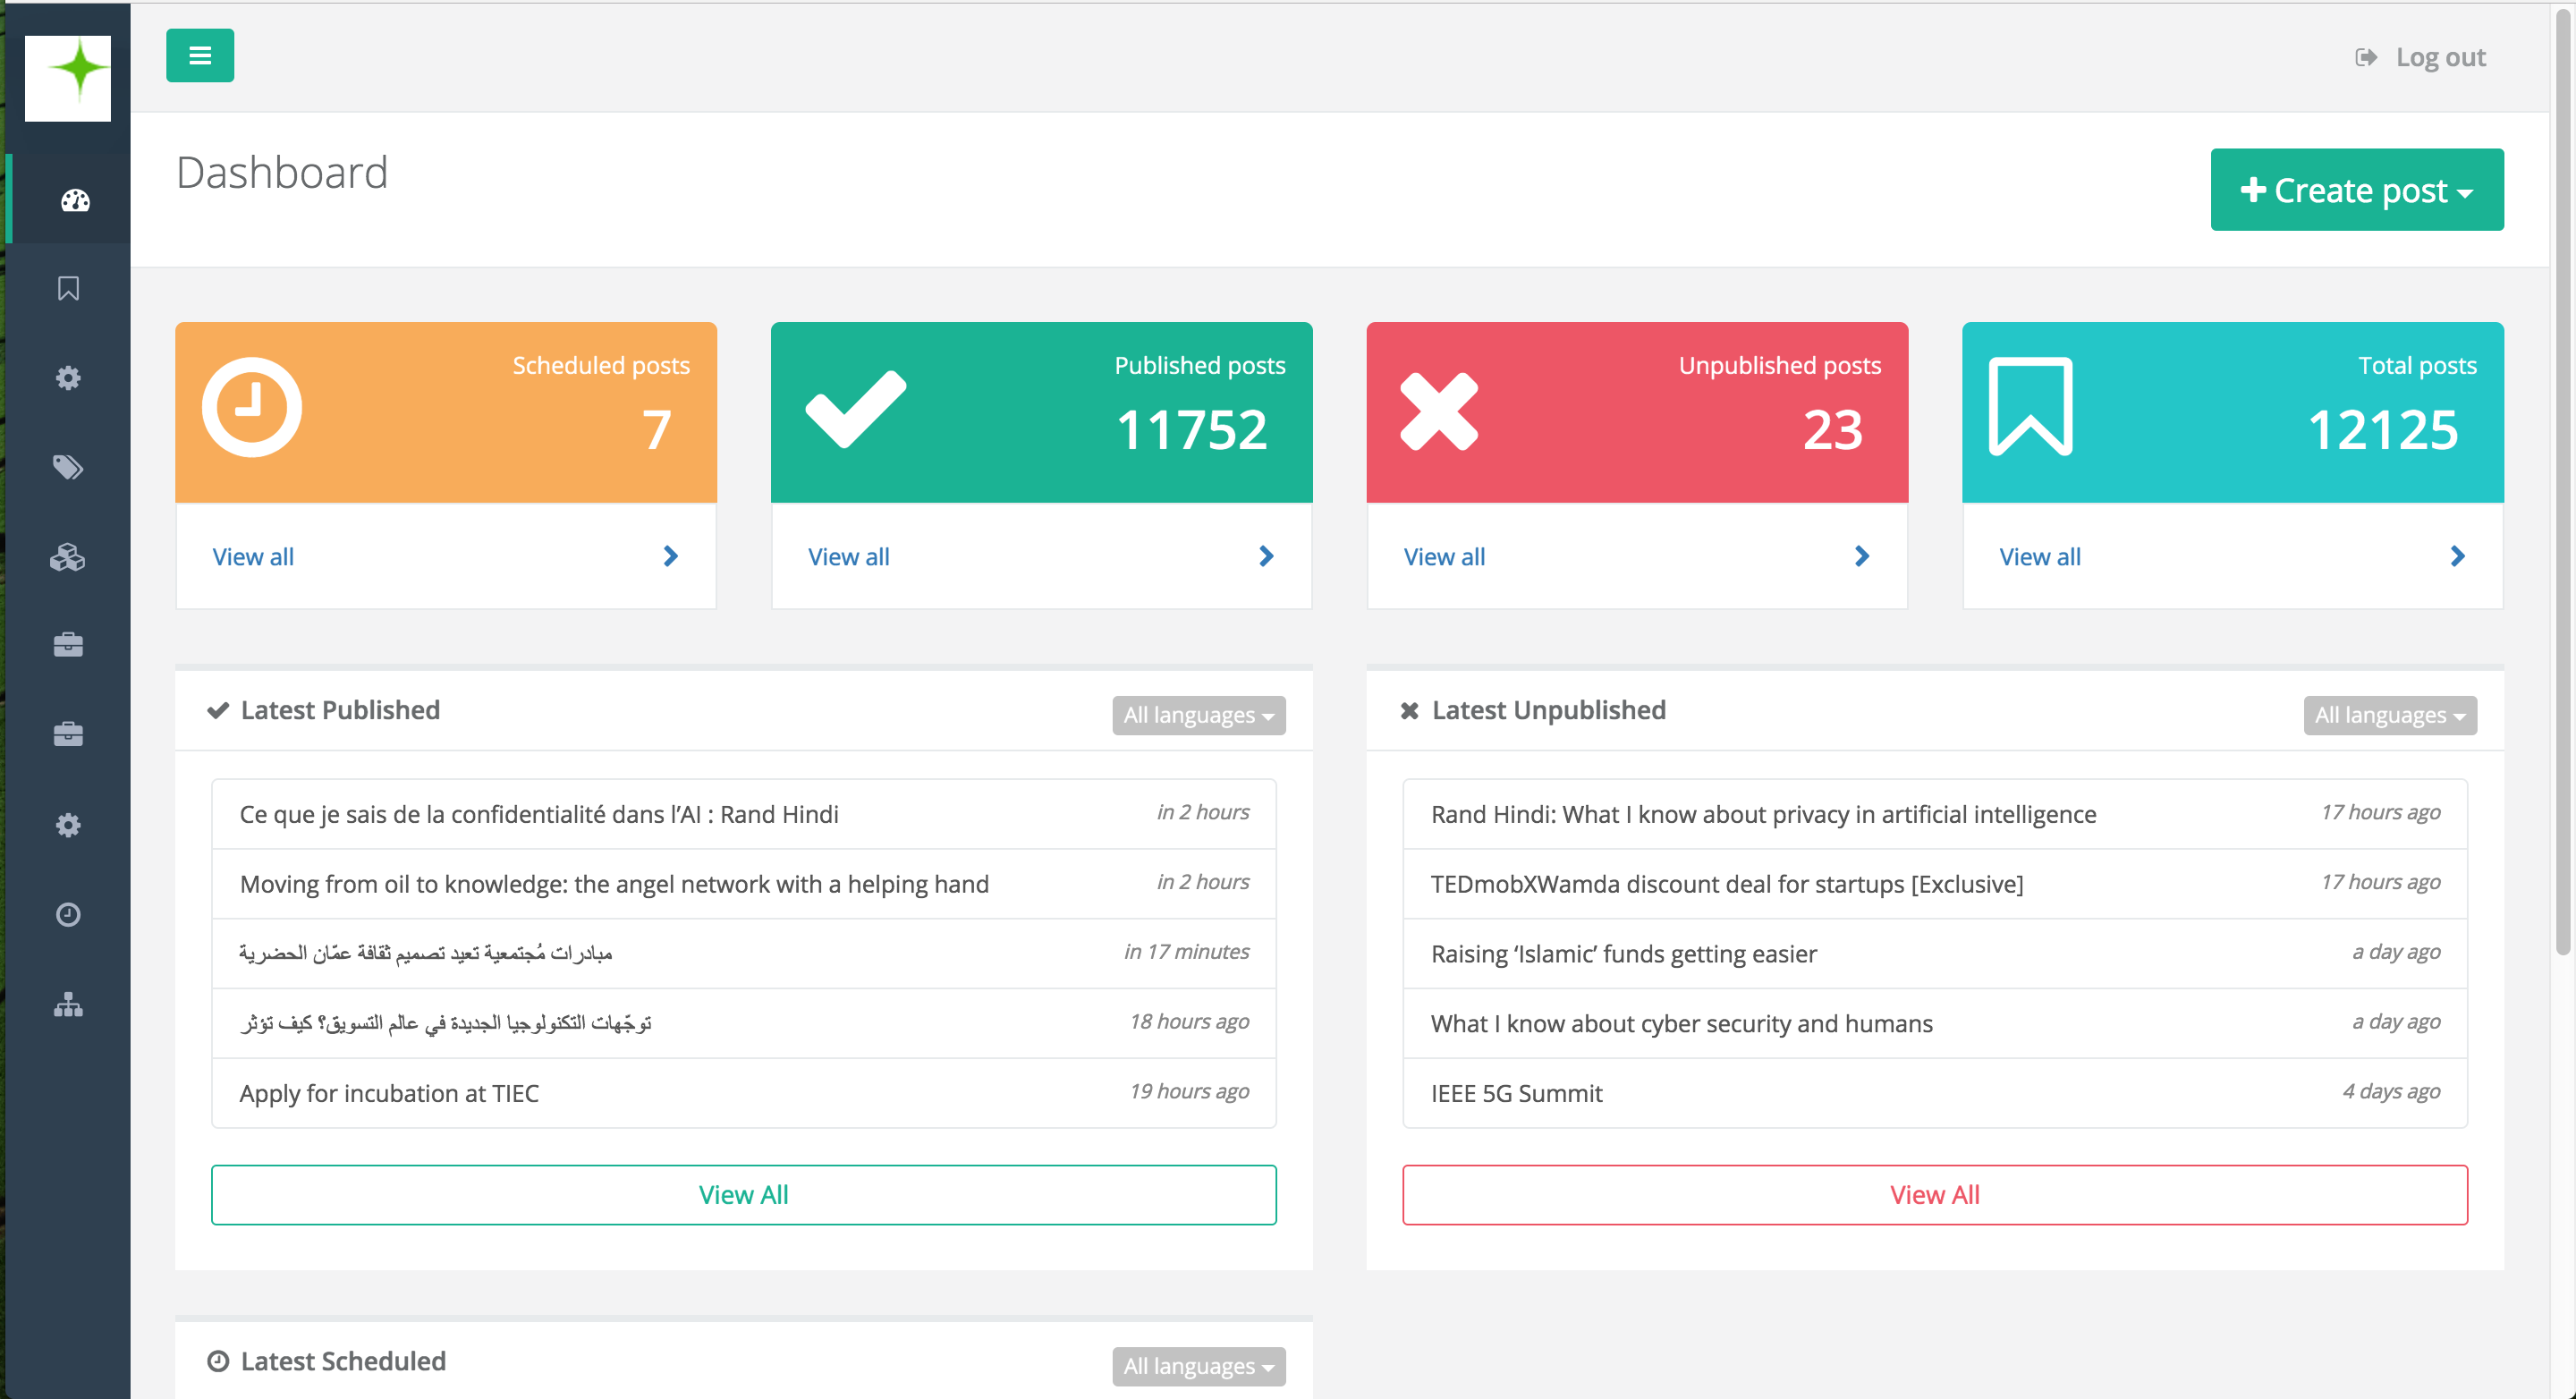 Log out
Dashboard
Create post
Scheduled posts
7
Published posts
11752
Unpublished posts
23
Total posts
12125
View all
View all
View all
View all
Latest Published
All languages
Ce que je sais de la confidentialité dans l’AI : Rand Hindi
in 2 hours
Moving from oil to knowledge: the angel network with a helping hand
in 2 hours
مبادرات مُجتمعية تعيد تصميم ثقافة عمّان الحضرية
in 17 minutes
توجّهات التكنولوجيا الجديدة في عالم التسويق؟ كيف تؤثر
18 hours ago
Apply for incubation at TIEC
19 hours ago
View All
Latest Unpublished
All languages
Rand Hindi: What I know about privacy in artificial intelligence
17 hours ago
TEDmobXWamda discount deal for startups [Exclusive]
17 hours ago
Raising ‘Islamic’ funds getting easier
a day ago
What I know about cyber security and humans
a day ago
IEEE 5G Summit
4 days ago
View All
Latest Scheduled
All languages